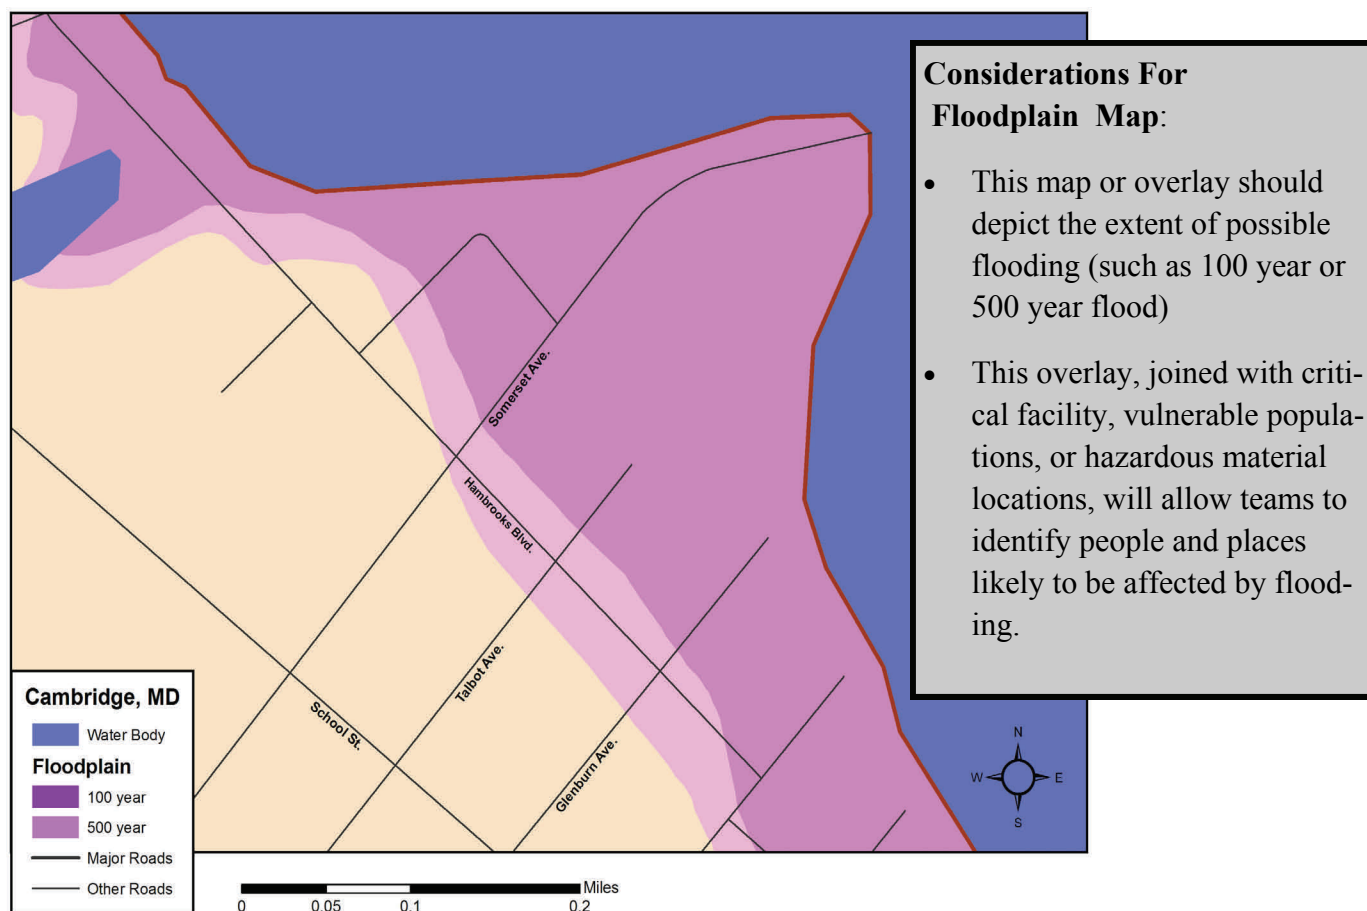 Considerations For
Floodplain Map:
• This map or overlay should
depict the extent of possible
flooding (such as 100 year or
500 year flood)
• This overlay, joined with criti-
cal facility, vulnerable popula-
tions, or hazardous material
locations, will allow teams to
identify people and places
likely to be affected by flood-
ing.
Somerset Ave.
Hambrooks Blvd.
Talbot Ave.
School St.
Glenburn Ave.
Cambridge, MD
Water Body
Floodplain
100 year
500 year
Major Roads
Other Roads
N
W E
S
Miles
0 0.05 0.1 0.2